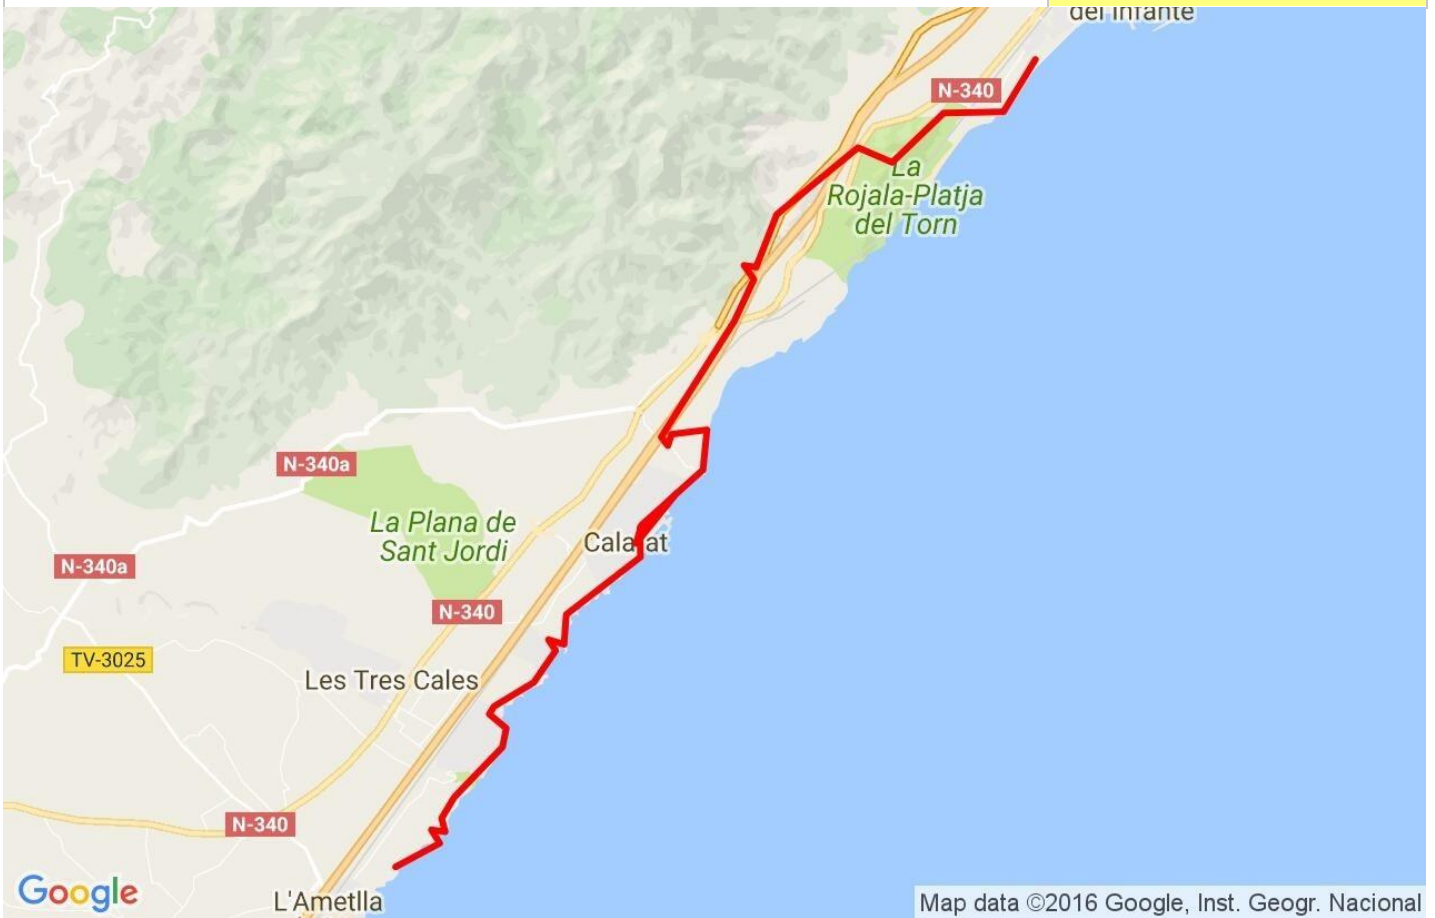 del Infante
N-340
La
Rojala-Platja
del Torn
N-340a
La Plana de
Sant Jordi
Calafat
N-340a
N-340
TV-3025
Les Tres Cales
N-340
Google
L'Ametlla
Map data ©2016 Google, Inst. Geogr. Nacional